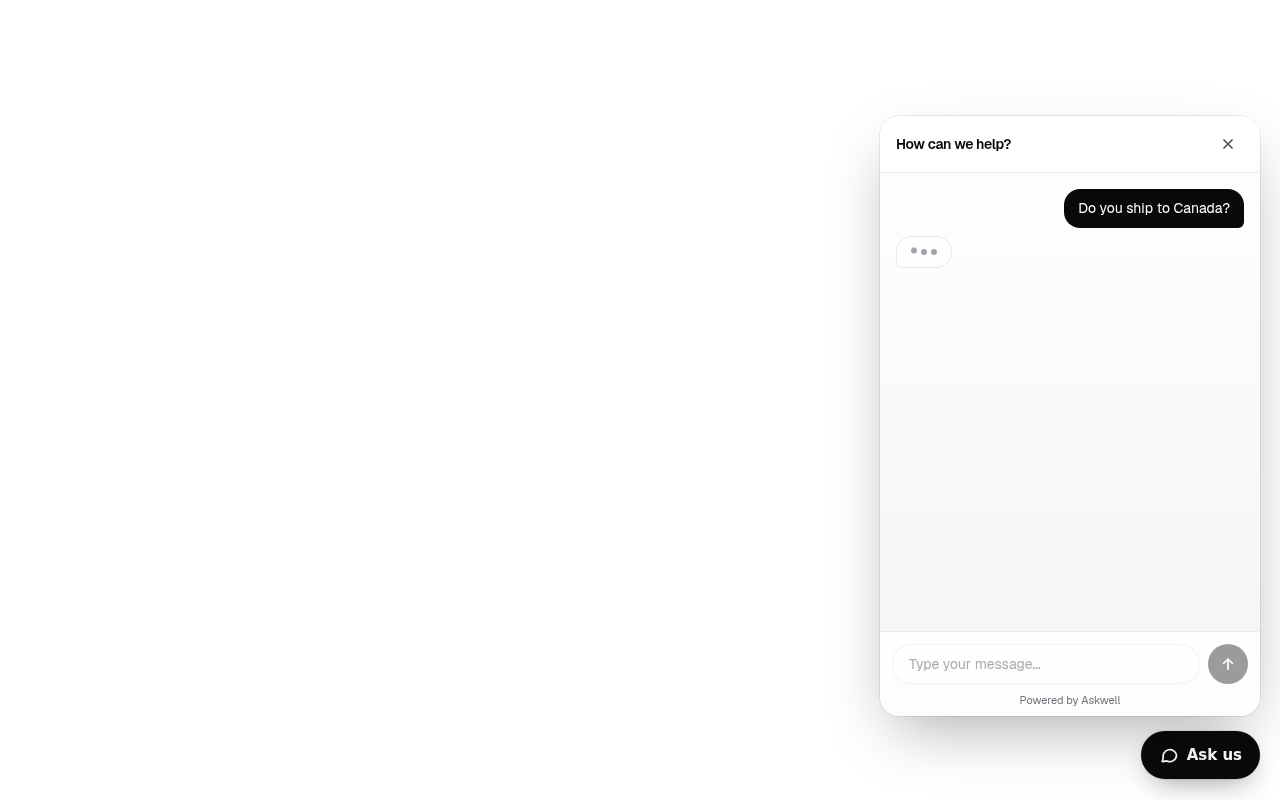 How can we help?
Do you ship to Canada?
Type your message…
Powered by Askwell
Ask us